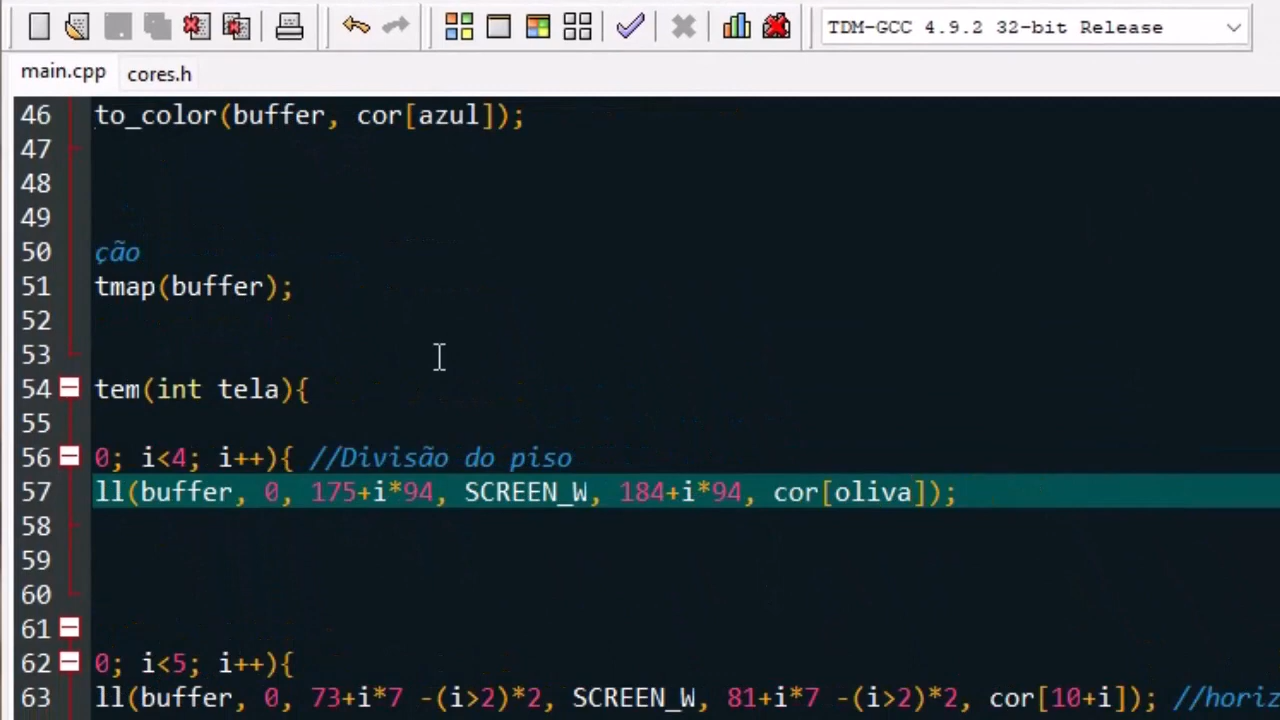 TDM-GCC 4.9.2 32-bit Release
main.cpp cores.h
46 to_color(buffer, cor[azul]);
47
48
49
50 ção
51 tmap(buffer);
52
53
54 tem(int tela){
55
56 0; i<4; i++){ //Divisão do piso
57 ll(buffer, 0, 175+i*94, SCREEN_W, 184+i*94, cor[oliva]);
58
59
60
61
62 0; i<5; i++){
63 ll(buffer, 0, 73+i*7 -(i>2)*2, SCREEN_W, 81+i*7 -(i>2)*2, cor[10+i]); //horiz